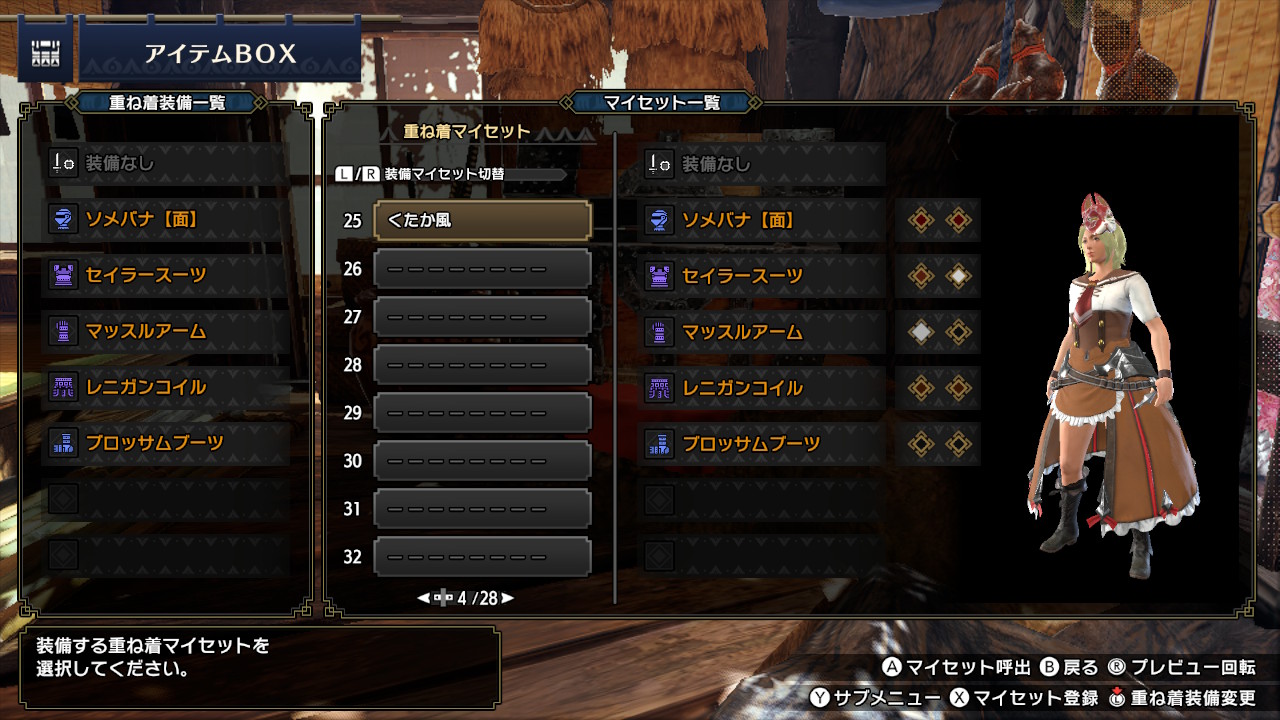 アイテムBOX
重ね着装備一覧
装備なし
ソメバナ【面】
セイラースーツ
マッスルアーム
レニガンコイル
ブロッサムブーツ
マイセット一覧
重ね着マイセット
L/R 装備マイセット切替
25 くたか風
26 ーーーーーーーー
27 ーーーーーーーー
28 ーーーーーーーー
29 ーーーーーーーー
30 ーーーーーーーー
31 ーーーーーーーー
32 ーーーーーーーー
4/28
装備なし
ソメバナ【面】
セイラースーツ
マッスルアーム
レニガンコイル
ブロッサムブーツ
装備する重ね着マイセットを
選択してください。
Aマイセット呼出 B戻る Rプレビュー回転
Yサブメニュー Xマイセット登録 L重ね着装備変更